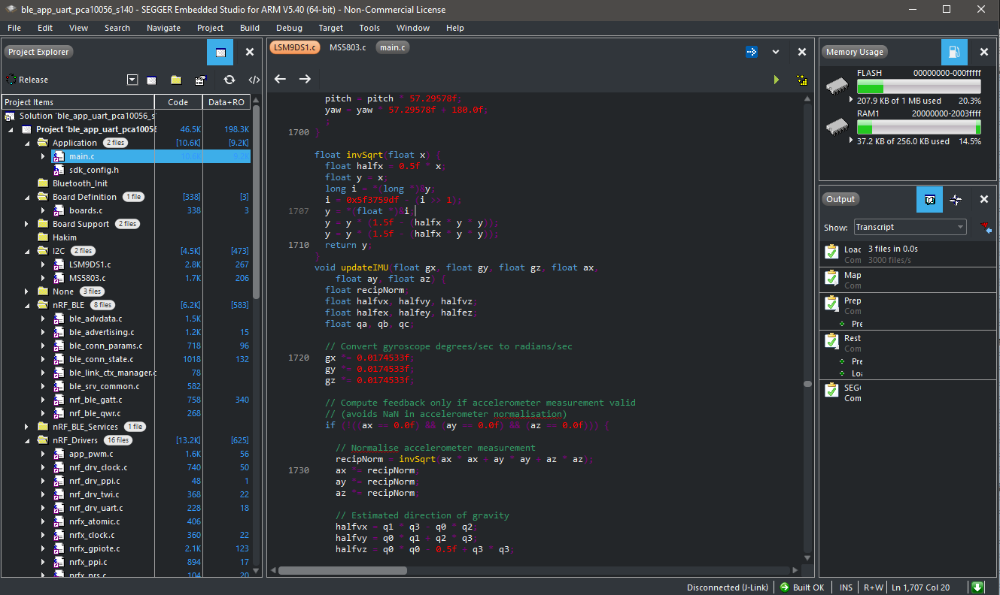 ble_app_uart_pca10056_s140 - SEGGER Embedded Studio for ARM V5.40 (64-bit) - Non-Commercial License
File Edit View Search Navigate Project Build Debug Target Tools Window Help
Project Explorer
Release
Project Items Code Data+RO
Solution 'ble_app_uart_pca10056_s
Project 'ble_app_uart_pca10056 46.5K 198.3K
Application 2 files [10.6K] [9.2K]
main.c 10.6K 9.2K
sdk_config.h
Bluetooth_Init
Board Definition 1 file [338] [3]
boards.c 338 3
Board Support 2 files
Hakim
I2C 2 files [4.5K] [473]
LSM9DS1.c 2.8K 267
MS5803.c 1.7K 206
None 3 files
nRF_BLE 8 files [6.2K] [583]
ble_advdata.c 1.5K
ble_advertising.c 1.2K 15
ble_conn_params.c 718 96
ble_conn_state.c 1018 132
ble_link_ctx_manager.c 78
ble_srv_common.c 582
nrf_ble_gatt.c 758 340
nrf_ble_qwr.c 268
nRF_BLE_Services 1 file
nRF_Drivers 16 files [13.2K] [625]
app_pwm.c 1.6K 56
nrf_drv_clock.c 740 50
nrf_drv_ppi.c 48 1
nrf_drv_twi.c 368 22
nrf_drv_uart.c 228 18
nrfx_atomic.c 406
nrfx_clock.c 360 22
nrfx_gpiote.c 2.1K 123
nrfx_ppi.c 894 17
nrfx_prs.c 104 20
LSM9DS1.c MS5803.c main.c
pitch = pitch * 57.29578f;
yaw = yaw * 57.29578f + 180.0f;
;
1700 }
float invSqrt(float x) {
float halfx = 0.5f * x;
float y = x;
long i = *(long *)&y;
i = 0x5f3759df - (i >> 1);
1707 y = *(float *)&i;
y = y * (1.5f - (halfx * y * y));
y = y * (1.5f - (halfx * y * y));
1710 return y;
}
void updateIMU(float gx, float gy, float gz, float ax,
float ay, float az) {
float recipNorm;
float halfvx, halfvy, halfvz;
float halfex, halfey, halfez;
float qa, qb, qc;
// Convert gyroscope degrees/sec to radians/sec
1720 gx *= 0.0174533f;
gy *= 0.0174533f;
gz *= 0.0174533f;
// Compute feedback only if accelerometer measurement valid
// (avoids NaN in accelerometer normalisation)
if (!((ax == 0.0f) && (ay == 0.0f) && (az == 0.0f))) {
// Normalise accelerometer measurement
recipNorm = invSqrt(ax * ax + ay * ay + az * az);
1730 ax *= recipNorm;
ay *= recipNorm;
az *= recipNorm;
// Estimated direction of gravity
halfvx = q1 * q3 - q0 * q2;
halfvy = q0 * q1 + q2 * q3;
halfvz = q0 * q0 - 0.5f + q3 * q3;
Memory Usage
FLASH 00000000-000fffff
207.9 KB of 1 MB used 20.3%
RAM1 20000000-2003ffff
37.2 KB of 256.0 KB used 14.5%
Output
Show: Transcript
Loac 3 files in 0.0s
Com 3000 files/s
Map
Com
Prep
Com
Pre
Rest
Com
Pre
Loa
SEGG
Com
Disconnected (J-Link) Built OK INS R+W Ln 1,707 Col 20